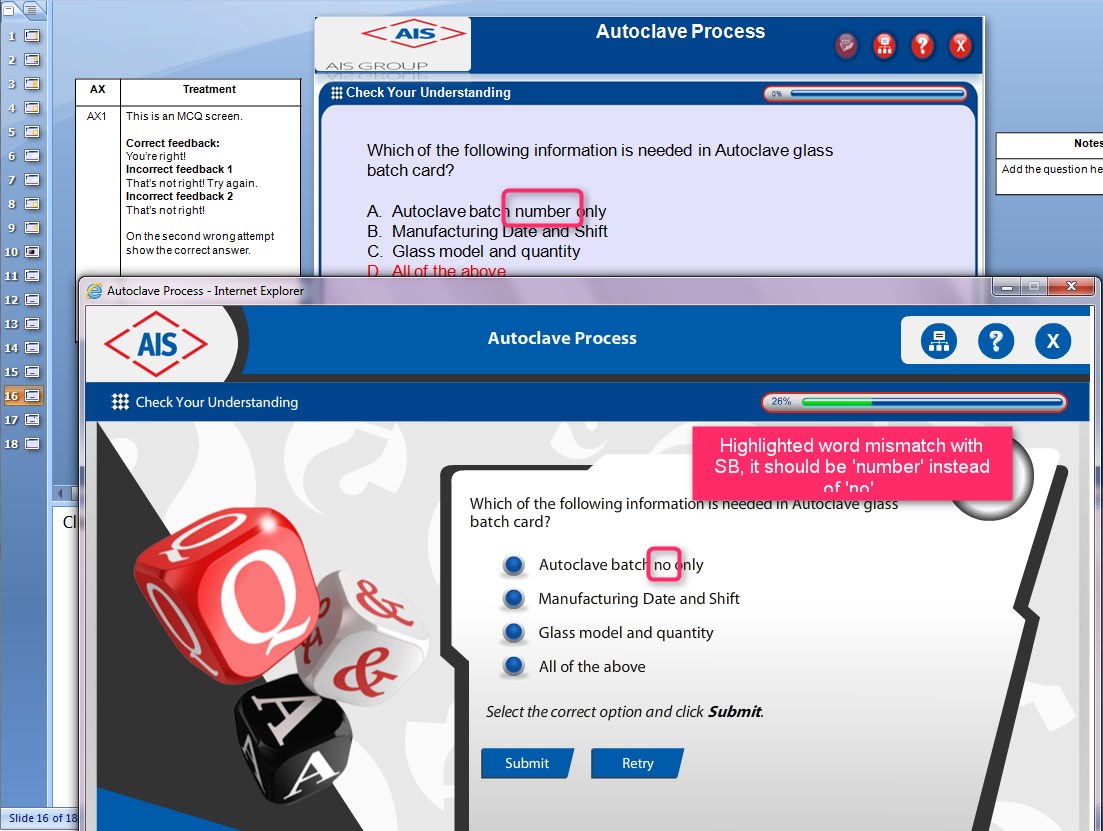 1
2
3
4
5
6
7
8
9
10
11
12
13
14
15
16
17
18
AX Treatment
AX1 This is an MCQ screen.
Correct feedback:
You're right!
Incorrect feedback 1
That's not right! Try again.
Incorrect feedback 2
That's not right!
On the second wrong attempt
show the correct answer.
AIS
AIS GROUP
Autoclave Process
?
X
Check Your Understanding
0%
Which of the following information is needed in Autoclave glass
batch card?
A. Autoclave batch number only
B. Manufacturing Date and Shift
C. Glass model and quantity
D. All of the above
Notes
Add the question he
Autoclave Process - Internet Explorer
AIS
Autoclave Process
?
X
Check Your Understanding
26%
Highlighted word mismatch with
SB, it should be 'number' instead
of 'no'
Which of the following information is needed in Autoclave glass
batch card?
Autoclave batch no only
Manufacturing Date and Shift
Glass model and quantity
All of the above
Select the correct option and click Submit.
Submit
Retry
Q
Q
Q
&
&
A
A
A
Cl
Slide 16 of 18